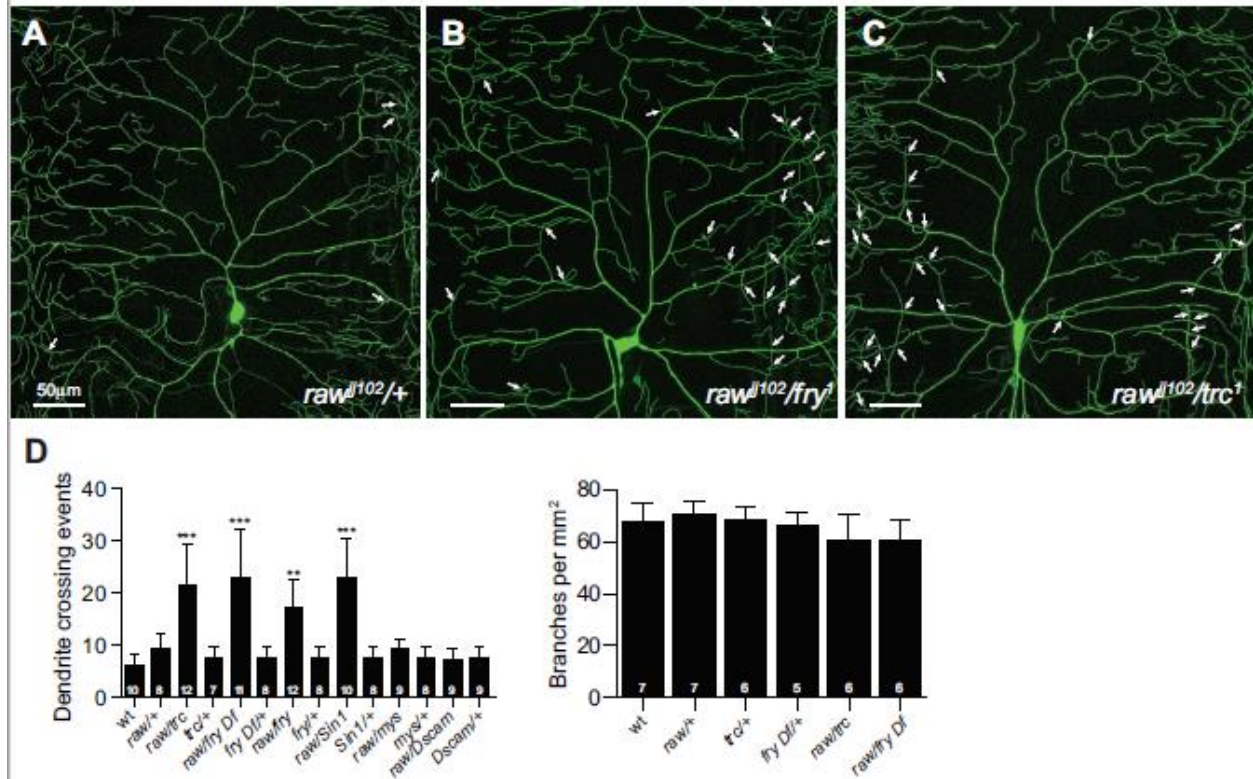 A
B
C
50μm
raw^lj102/+
raw^lj102/fry^1
raw^lj102/trc^1
D
Dendrite crossing events
40
30
20
10
0
***
***
**
***
10 8 12 7 11 8 12 8 10 8 9 8 9 9
wt raw/+ raw/trc trc/+ raw/fry Df fry Df/+ raw/fry fry/+ raw/Sin1 Sin1/+ raw/mys mys/+ raw/Dscam Dscam/+
Branches per mm²
80
60
40
20
0
7 7 6 5 6 6
wt raw/+ trc/+ fry Df/+ raw/trc raw/fry Df